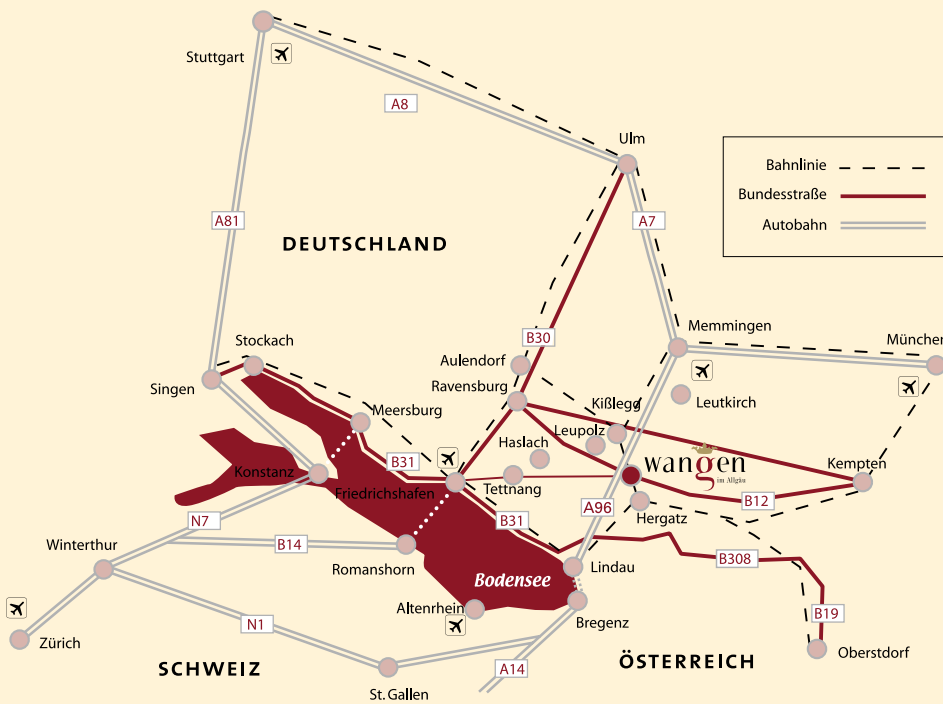 Stuttgart
A8
Ulm
Bahnlinie
Bundesstraße
Autobahn
A81
A7
DEUTSCHLAND
Stockach
B30
Memmingen
München
Aulendorf
Singen
Ravensburg
Kißlegg
Leutkirch
Meersburg
Leupolz
Haslach
wangen
im Allgäu
B31
Konstanz
Friedrichshafen
Tettnang
Kempten
B12
A96
Hergatz
N7
B31
Winterthur
B14
Romanshorn
Bodensee
Lindau
B308
Altenrhein
Bregenz
B19
N1
Zürich
SCHWEIZ
ÖSTERREICH
Oberstdorf
A14
St. Gallen